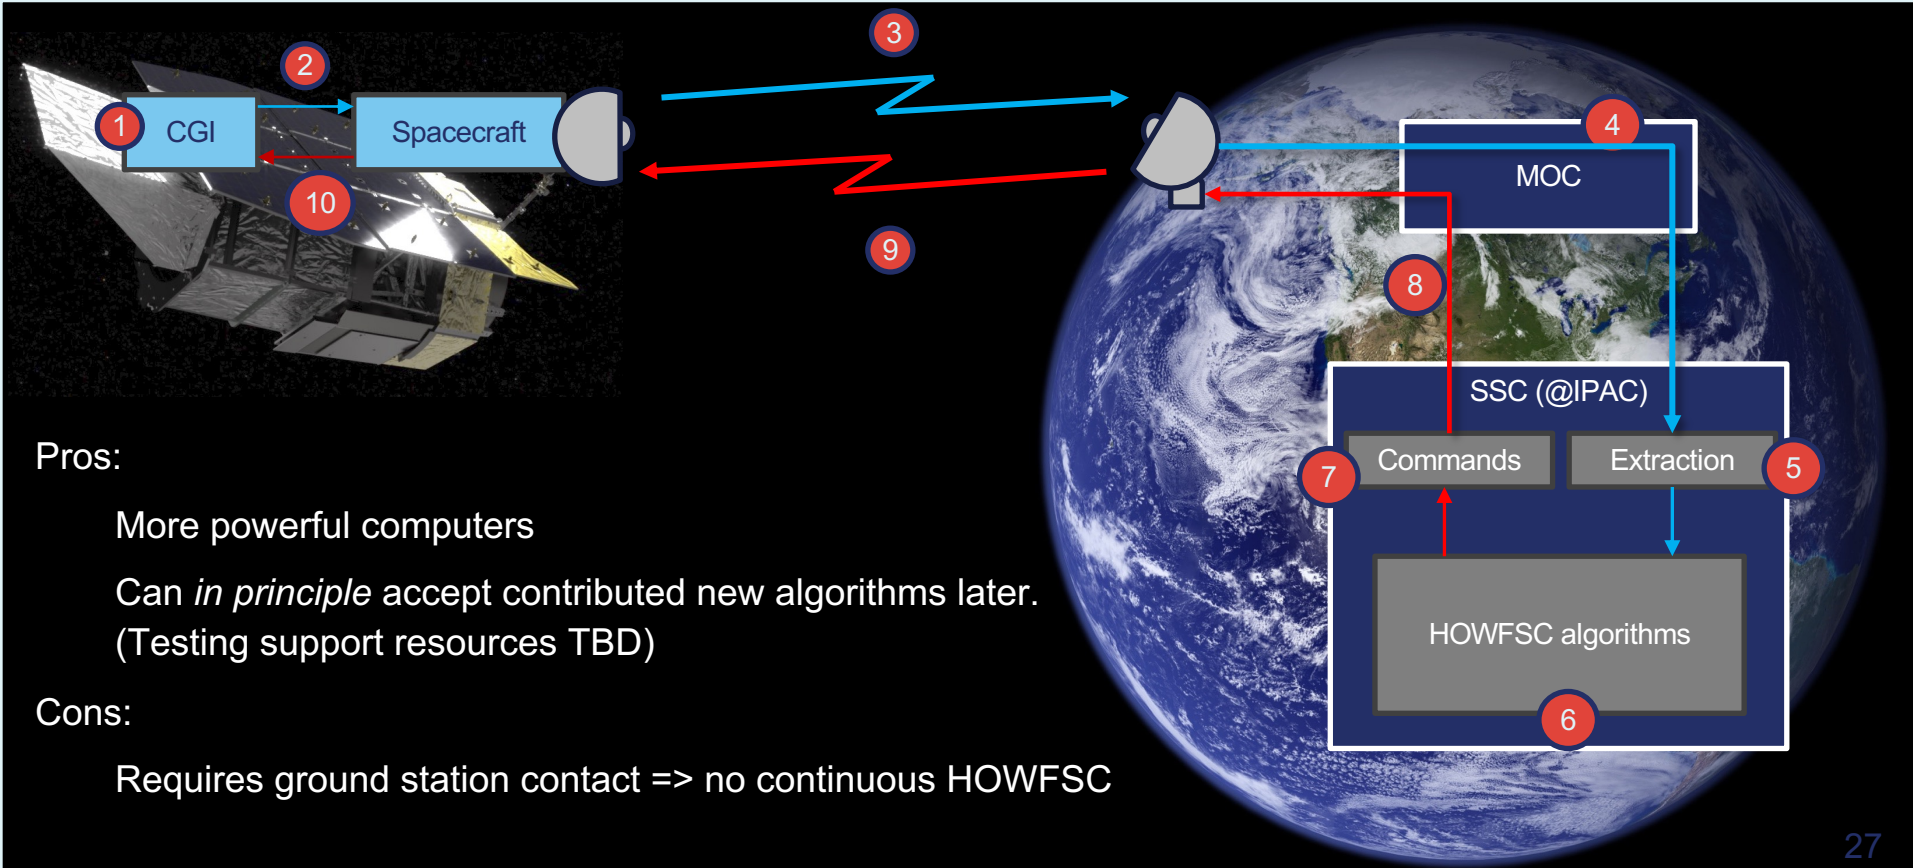 3
2
1
CGI
Spacecraft
4
MOC
10
9
8
SSC (@IPAC)
Pros:
7
Commands
Extraction
5
More powerful computers
Can in principle accept contributed new algorithms later.
(Testing support resources TBD)
HOWFSC algorithms
6
Cons:
Requires ground station contact => no continuous HOWFSC
27